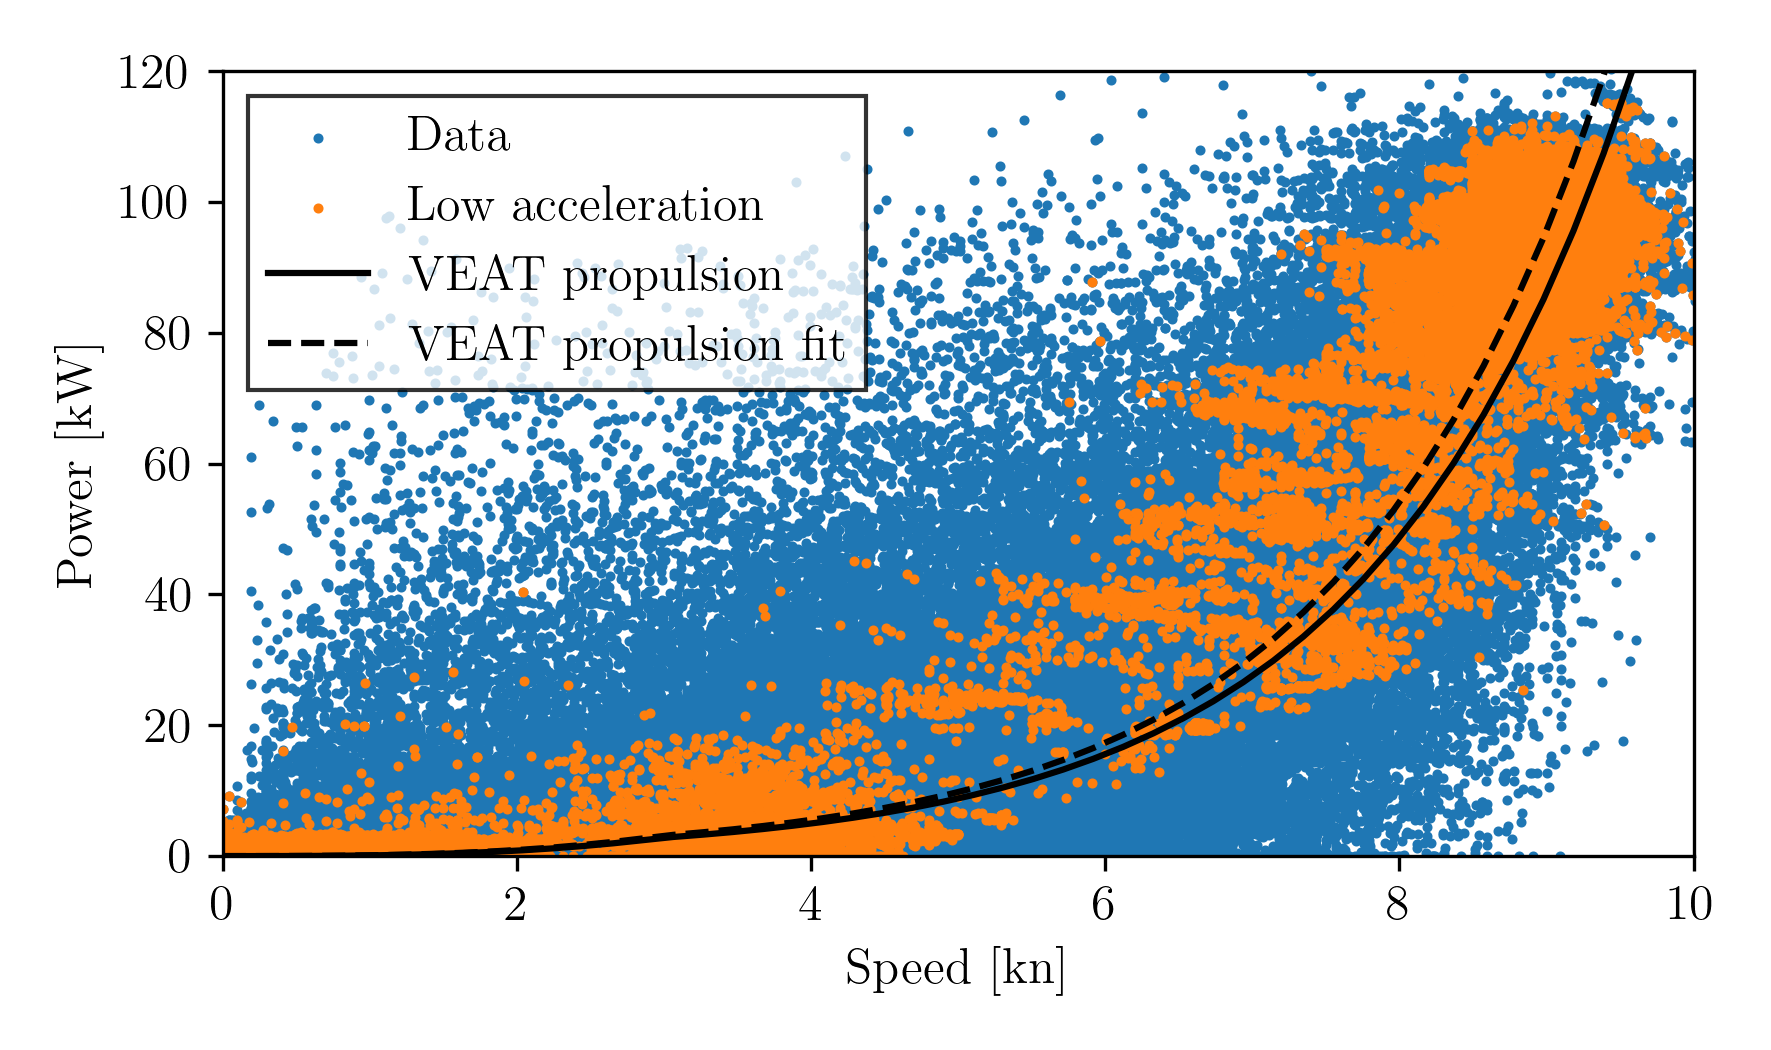 120
100
80
60
40
20
0
Power [kW]
Data
Low acceleration
VEAT propulsion
VEAT propulsion fit
0 2 4 6 8 10
Speed [kn]